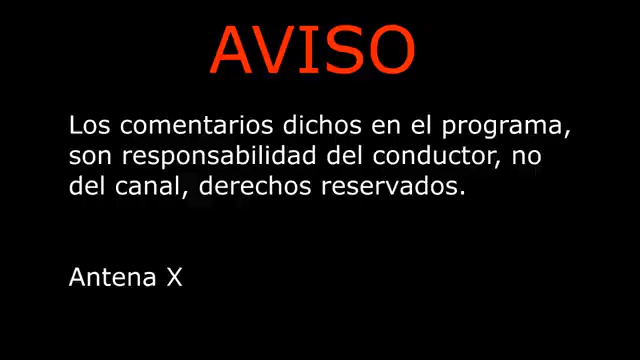 AVISO
Los comentarios dichos en el programa,
son responsabilidad del conductor, no
del canal, derechos reservados.
Antena X